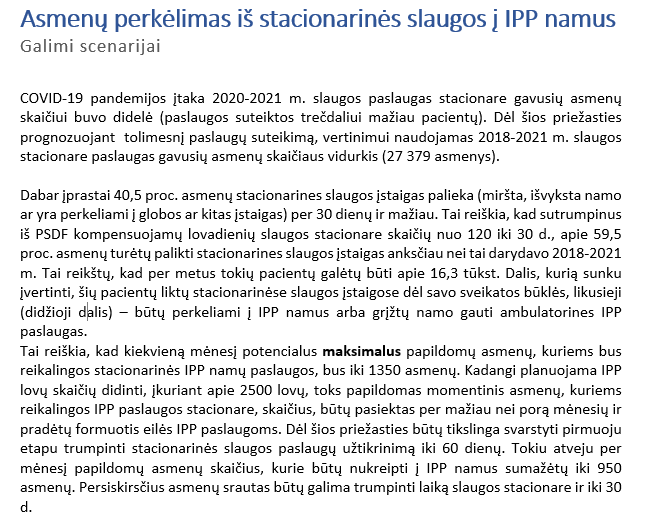 Asmenų perkėlimas iš stacionarinės slaugos į IPP namus
Galimi scenarijai
COVID-19 pandemijos įtaka 2020-2021 m. slaugos paslaugas stacionare gavusių asmenų
skaičiui buvo didelė (paslaugos suteiktos trečdaliui mažiau pacientų). Dėl šios priežasties
prognozuojant tolimesnį paslaugų suteikimą, vertinimui naudojamas 2018-2021 m. slaugos
stacionare paslaugas gavusių asmenų skaičiaus vidurkis (27 379 asmenys).
Dabar įprastai 40,5 proc. asmenų stacionarines slaugos įstaigas palieka (miršta, išvyksta namo
ar yra perkeliami į globos ar kitas įstaigas) per 30 dienų ir mažiau. Tai reiškia, kad sutrumpinus
iš PSDF kompensuojamų lovadienių slaugos stacionare skaičių nuo 120 iki 30 d., apie 59,5
proc. asmenų turėtų palikti stacionarines slaugos įstaigas anksčiau nei tai darydavo 2018-2021
m. Tai reikštų, kad per metus tokių pacientų galėtų būti apie 16,3 tūkst. Dalis, kurią sunku
įvertinti, šių pacientų liktų stacionarinėse slaugos įstaigose dėl savo sveikatos būklės, likusieji
(didžioji dalis) – būtų perkeliami į IPP namus arba grįžtų namo gauti ambulatorines IPP
paslaugas.
Tai reiškia, kad kiekvieną mėnesį potencialus maksimalus papildomų asmenų, kuriems bus
reikalingos stacionarinės IPP namų paslaugos, bus iki 1350 asmenų. Kadangi planuojama IPP
lovų skaičių didinti, įkuriant apie 2500 lovų, toks papildomas momentinis asmenų, kuriems
reikalingos IPP paslaugos stacionare, skaičius, būtų pasiektas per mažiau nei porą mėnesių ir
pradėtų formuotis eilės IPP paslaugoms. Dėl šios priežasties būtų tikslinga svarstyti pirmuoju
etapu trumpinti stacionarinės slaugos paslaugų užtikrinimą iki 60 dienų. Tokiu atveju per
mėnesį papildomų asmenų skaičius, kurie būtų nukreipti į IPP namus sumažėtų iki 950
asmenų. Persiskirsčius asmenų srautas būtų galima trumpinti laiką slaugos stacionare ir iki 30
d.